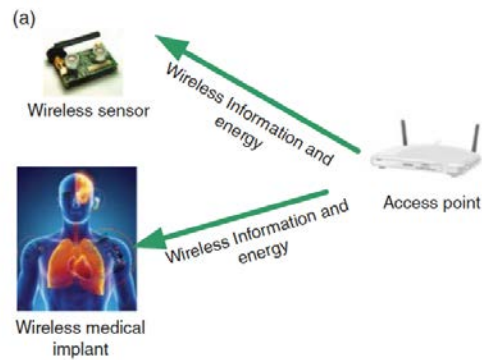 (a)
Wireless sensor
Wireless Information and
energy
Access point
Wireless Information and
energy
Wireless medical
implant